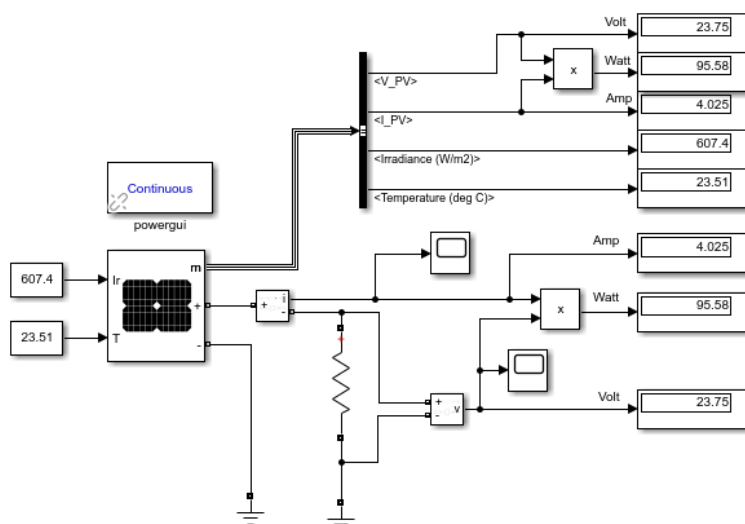 Volt
23.75
Watt
95.58
x
<V_PV>
Amp
4.025
<I_PV>
607.4
<Irradiance (W/m2)>
23.51
<Temperature (deg C)>
Continuous
powergui
m
607.4
Ir
+
23.51
T
-
+
i
-
Amp
4.025
Watt
95.58
x
+
-
v
Volt
23.75